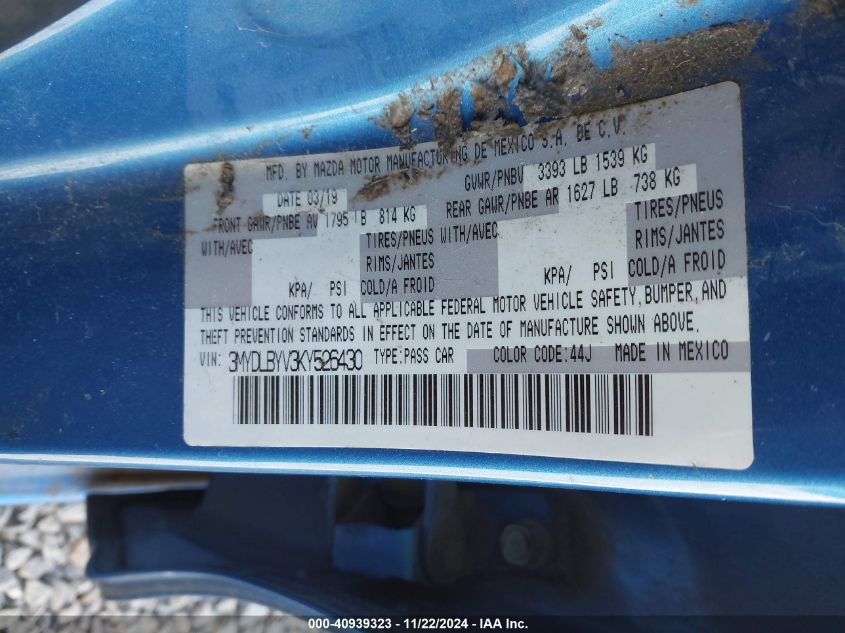 MFD. BY MAZDA MOTOR MANUFACTURING DE MEXICO S.A. DE C.V.
DATE 03/19 GVWR/PNBV 3393 LB 1539 KG
FRONT GAWR/PNBE AV 1795 LB 814 KG REAR GAWR/PNBE AR 1627 LB 738 KG
WITH/AVEC TIRES/PNEUS WITH/AVEC TIRES/PNEUS
RIMS/JANTES RIMS/JANTES
KPA/ PSI COLD/A FROID KPA/ PSI COLD/A FROID
THIS VEHICLE CONFORMS TO ALL APPLICABLE FEDERAL MOTOR VEHICLE SAFETY, BUMPER, AND
THEFT PREVENTION STANDARDS IN EFFECT ON THE DATE OF MANUFACTURE SHOWN ABOVE.
VIN: 3MYDLBYV3KY526430 TYPE:PASS CAR COLOR CODE:44J MADE IN MEXICO
000-40939323 - 11/22/2024 - IAA Inc.